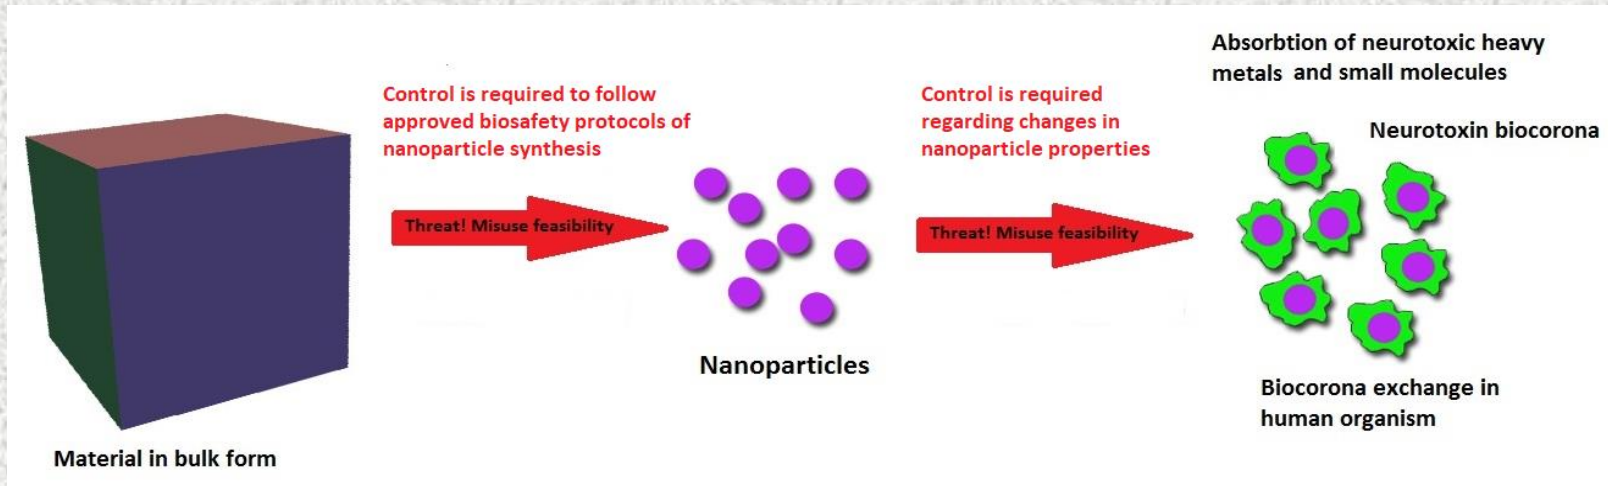 Absorbtion of neurotoxic heavy
metals and small molecules
Control is required to follow
approved biosafety protocols of
nanoparticle synthesis
Control is required
regarding changes in
nanoparticle properties
Neurotoxin biocorona
Threat! Misuse feasibility
Threat! Misuse feasibility
Nanoparticles
Biocorona exchange in
human organism
Material in bulk form